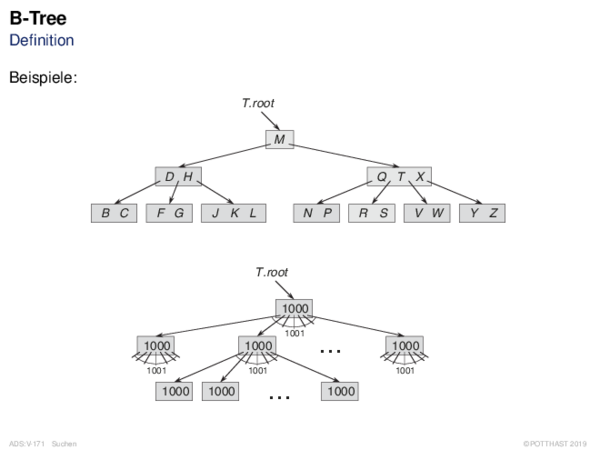 B-Tree
Definition
Beispiele:
T.root
M
D H
Q T X
B C
F G
J K L
N P
R S
V W
Y Z
T.root
1000
1001
1000
1000
...
1000
1001
1001
1001
1000
1000
...
1000
ADS:V-171 Suchen
©POTTHAST 2019